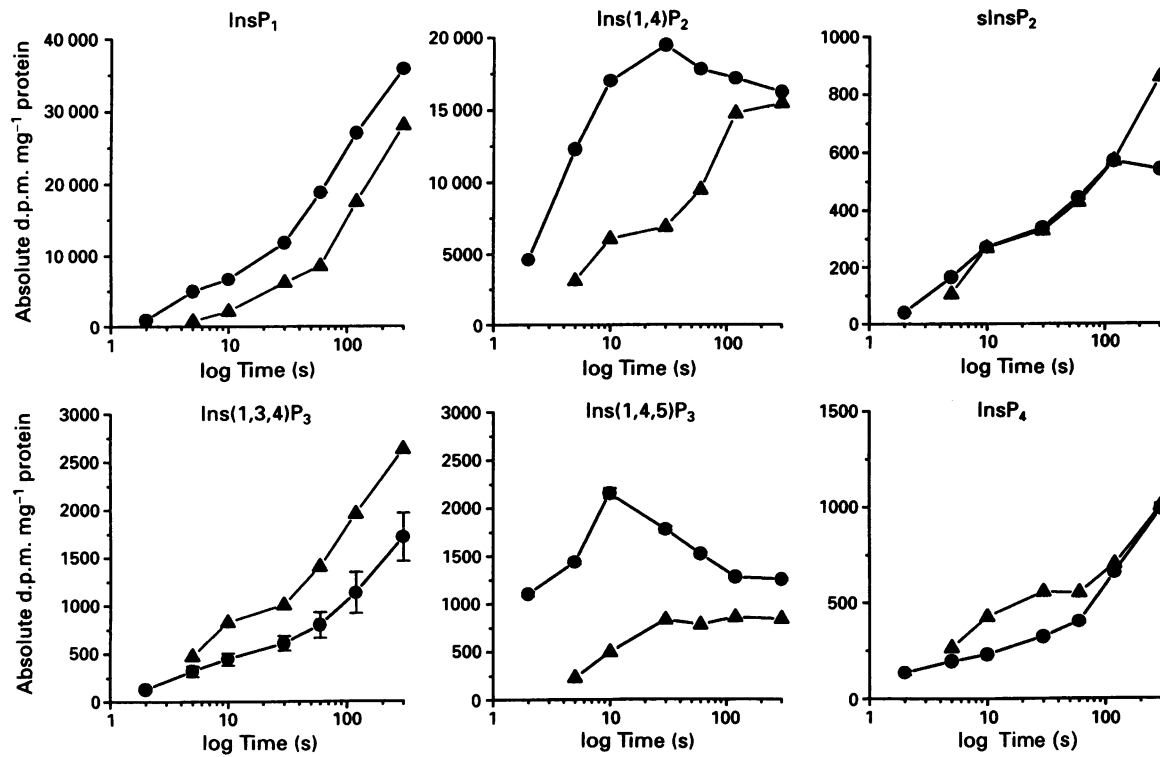 InsP₁
Absolute d.p.m. mg⁻¹ protein
40 000
30 000
20 000
10 000
0
1 10 100
log Time (s)
Ins(1,4)P₂
20 000
15 000
10 000
5000
0
1 10 100
log Time (s)
sInsP₂
1000
800
600
400
200
0
1 10 100
log Time (s)
Ins(1,3,4)P₃
Absolute d.p.m. mg⁻¹ protein
3000
2500
2000
1500
1000
500
0
1 10 100
log Time (s)
Ins(1,4,5)P₃
3000
2500
2000
1500
1000
500
0
1 10 100
log Time (s)
InsP₄
1500
1000
500
0
1 10 100
log Time (s)